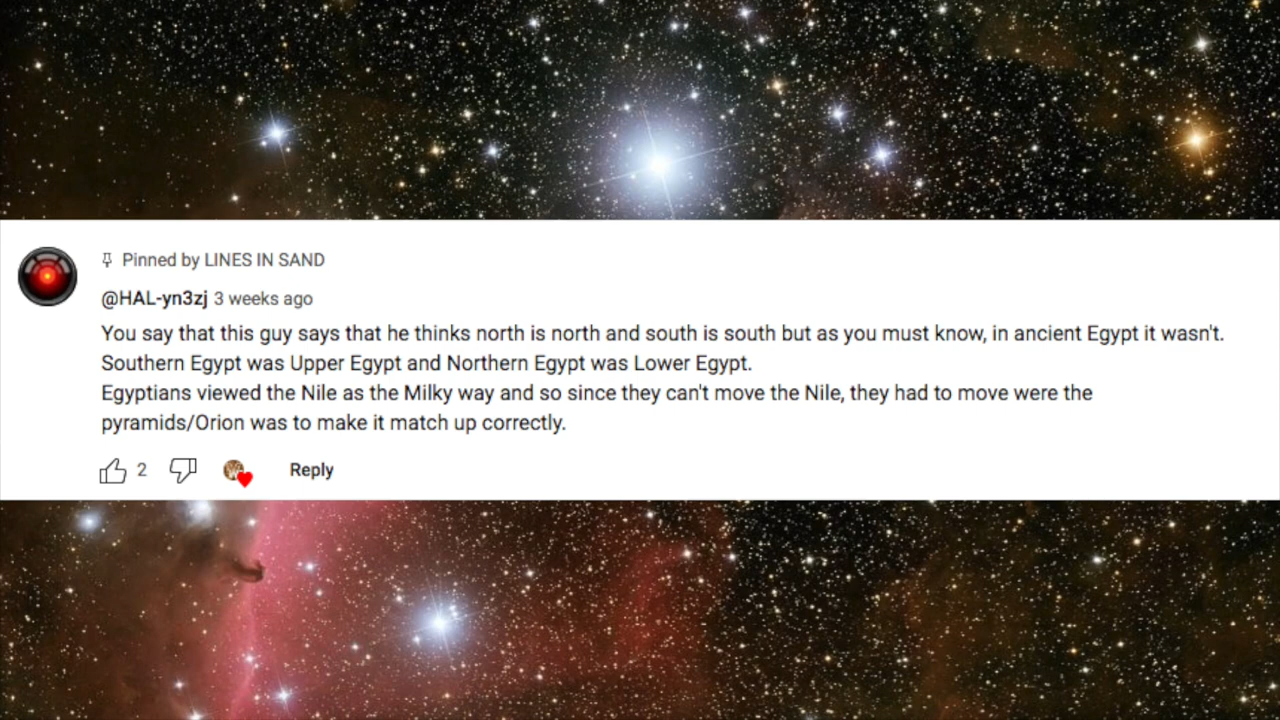 Pinned by LINES IN SAND
@HAL-yn3zj 3 weeks ago
You say that this guy says that he thinks north is north and south is south but as you must know, in ancient Egypt it wasn't.
Southern Egypt was Upper Egypt and Northern Egypt was Lower Egypt.
Egyptians viewed the Nile as the Milky way and so since they can't move the Nile, they had to move were the
pyramids/Orion was to make it match up correctly.
2 Reply